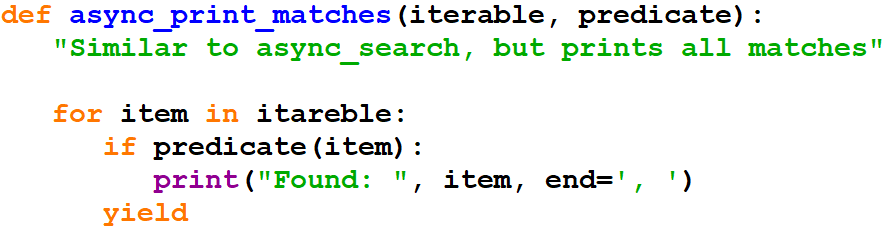 def async_print_matches(iterable, predicate):
"Similar to async_search, but prints all matches"
for item in itareble:
if predicate(item):
print("Found: ", item, end=', ')
yield